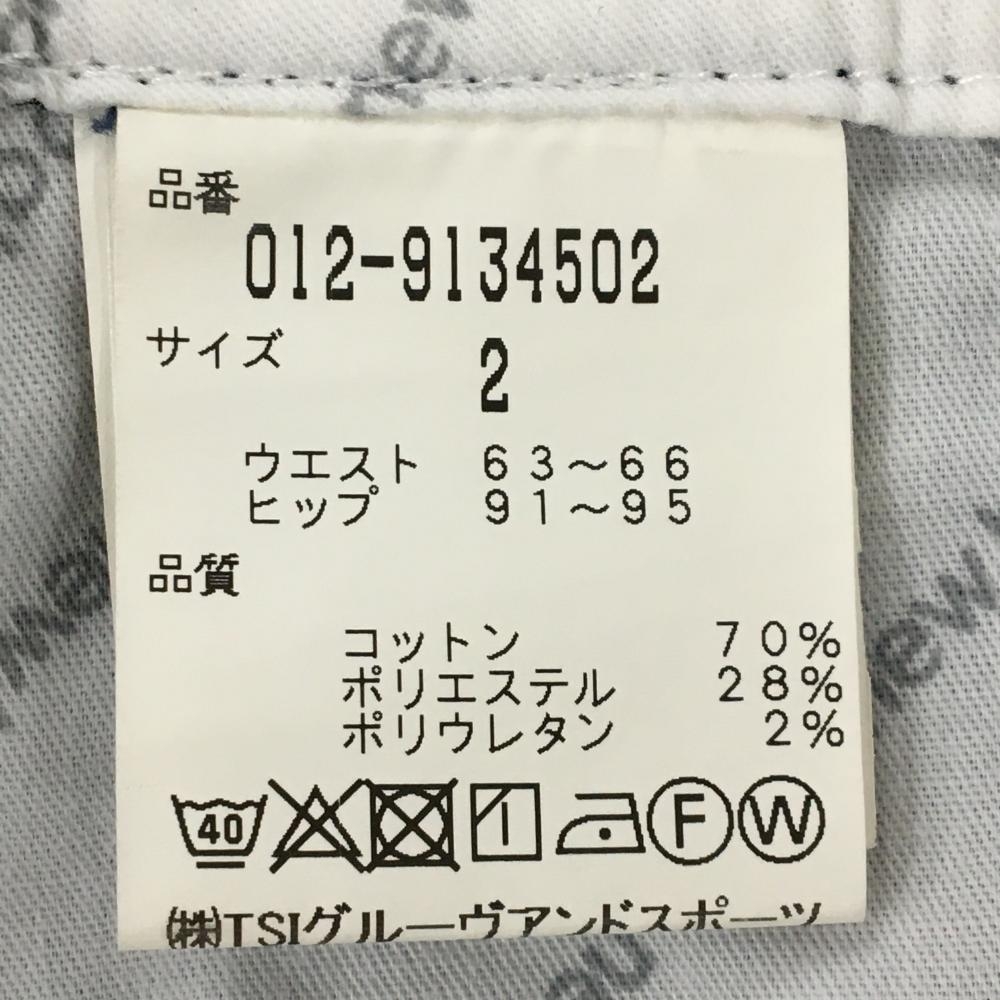 品番
012-9134502
サイズ 2
ウエスト 63～66
ヒップ 91～95
品質
コットン 70%
ポリエステル 28%
ポリウレタン 2%
40 F W
㈱TSIグルーヴアンドスポーツ
new
new